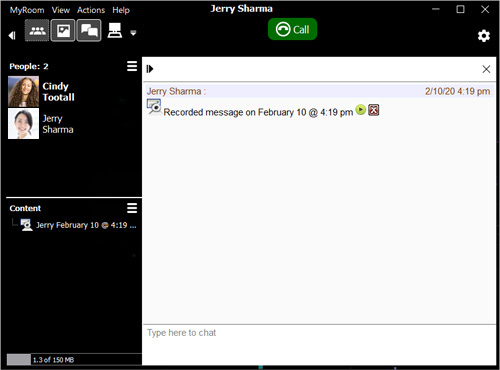 Jerry Sharma
MyRoom View Actions Help
Call
People: 2
Cindy
Tootall
Jerry
Sharma
Jerry Sharma :
2/10/20 4:19 pm
Recorded message on February 10 @ 4:19 pm
Content
Jerry February 10 @ 4:19 ...
Type here to chat
1.3 of 150 MB